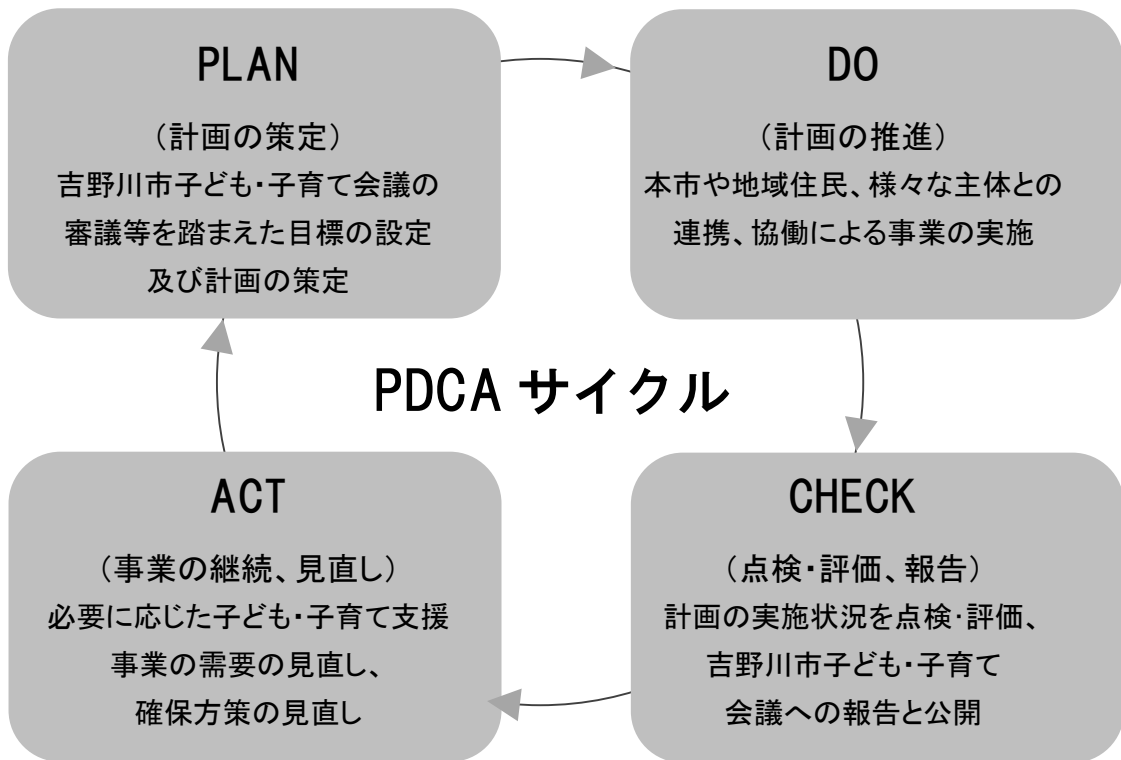 PLAN
（計画の策定）
吉野川市子ども・子育て会議の
審議等を踏まえた目標の設定
及び計画の策定
DO
（計画の推進）
本市や地域住民、様々な主体との
連携、協働による事業の実施
PDCA サイクル
ACT
（事業の継続、見直し）
必要に応じた子ども・子育て支援
事業の需要の見直し、
確保方策の見直し
CHECK
（点検・評価、報告）
計画の実施状況を点検･評価、
吉野川市子ども・子育て
会議への報告と公開